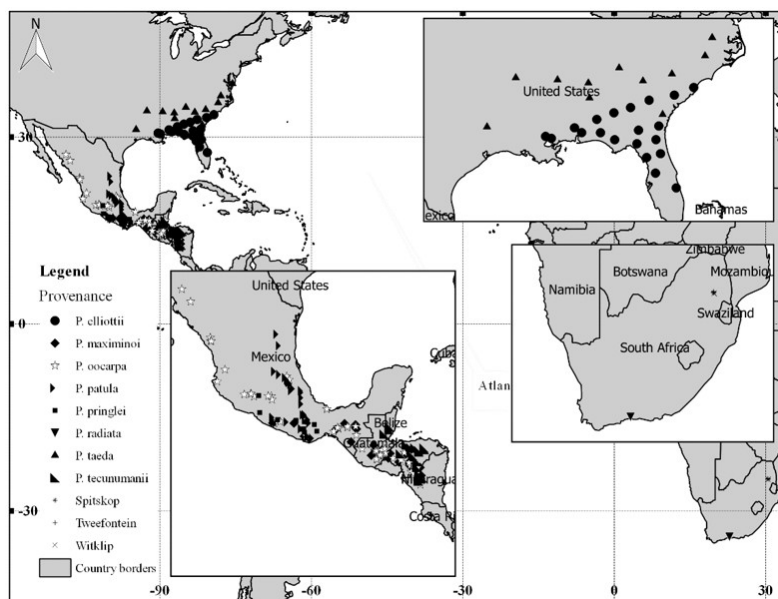 N
United States
Bahamas
exico
30
Legend
Provenance
P. elliottii
P. maximinoi
P. oocarpa
P. patula
P. pringlei
P. radiata
P. taeda
P. tecunumanii
Spitskop
Tweefontein
Witklip
Country borders
0
-30
United States
Mexico
Cuba
Belize
Guatemala
Nicaragua
Costa Ri
Atlan
Zimbabwe
Namibia
Botswana
Mozambiqu
Swaziland
South Africa
-90
-60
-30
0
30